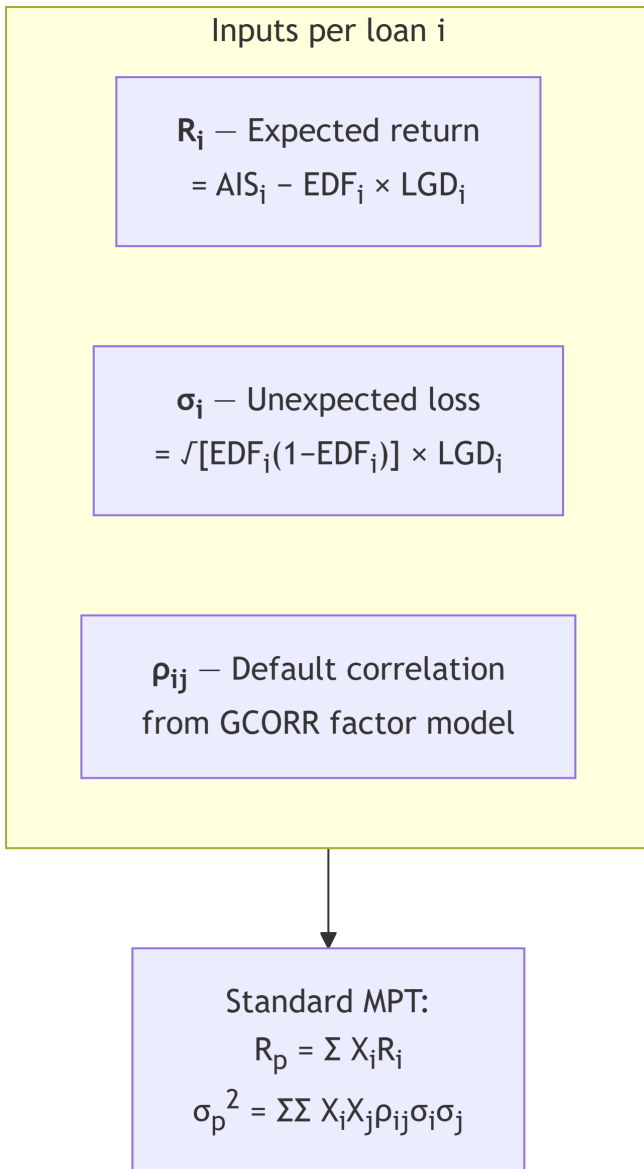 Inputs per loan i
Rᵢ — Expected return
= AISᵢ − EDFᵢ × LGDᵢ
σᵢ — Unexpected loss
= √[EDFᵢ(1−EDFᵢ)] × LGDᵢ
ρᵢⱼ — Default correlation
from GCORR factor model
Standard MPT:
Rₚ = Σ XᵢRᵢ
σₚ² = ΣΣ XᵢXⱼρᵢⱼσᵢσⱼ